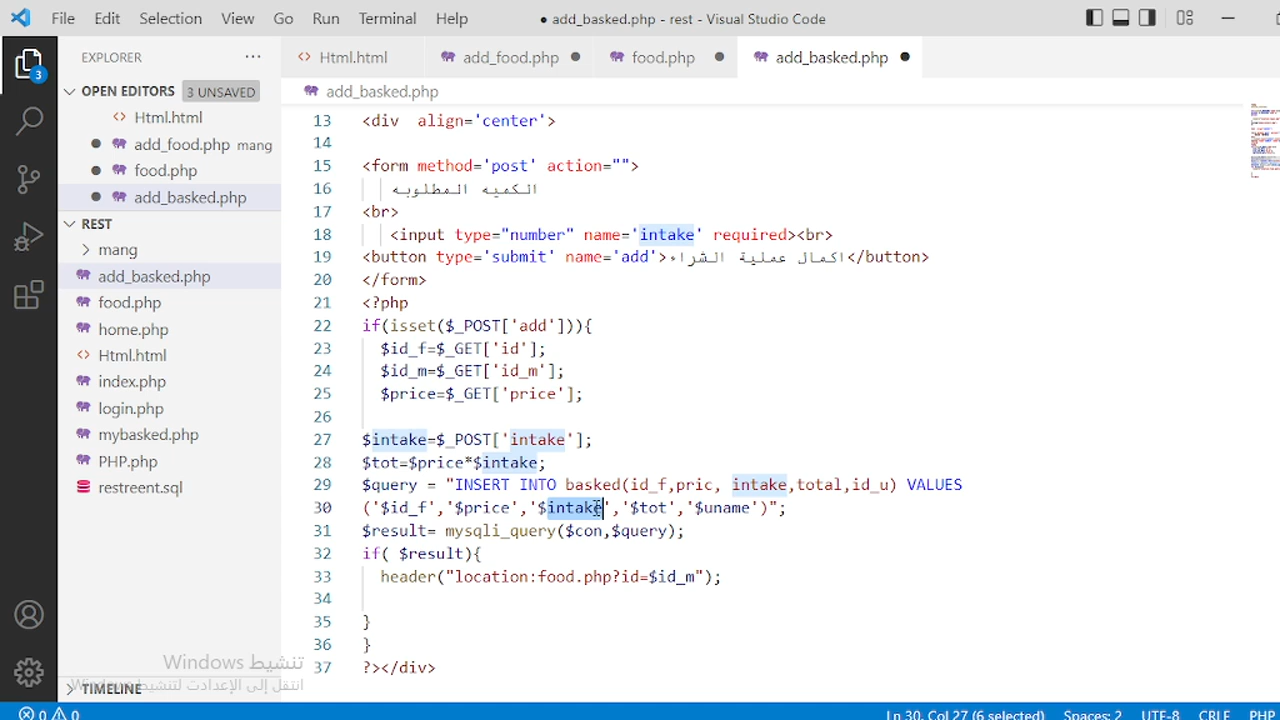 File Edit Selection View Go Run Terminal Help ● add_basked.php - rest - Visual Studio Code
EXPLORER ···
<> Html.html add_food.php ● food.php ● add_basked.php ●
OPEN EDITORS 3 UNSAVED
add_basked.php
3
<> Html.html
● add_food.php mang
● food.php
● add_basked.php
REST
> mang
add_basked.php
food.php
home.php
<> Html.html
index.php
login.php
mybasked.php
PHP.php
restreent.sql
> TIMELINE
13 <div  align='center'>
14
15 <form method='post' action="">
16 الكميه المطلوبه
17 <br>
18 <input type="number" name='intake' required><br>
19 <button type='submit' name='add'>اكمال عملية الشراء</button>
20 </form>
21 <?php
22 if(isset($_POST['add'])){
23 $id_f=$_GET['id'];
24 $id_m=$_GET['id_m'];
25 $price=$_GET['price'];
26
27 $intake=$_POST['intake'];
28 $tot=$price*$intake;
29 $query = "INSERT INTO basked(id_f,pric, intake,total,id_u) VALUES
30 ('$id_f','$price','$intake','$tot','$uname')";
31 $result= mysqli_query($con,$query);
32 if( $result){
33 header("location:food.php?id=$id_m");
34
35 }
36 }
37 ?></div>
تنشيط Windows
انتقل إلى الإعدادات لتنشيط Windows
0 0 Ln 30, Col 27 (6 selected) Spaces: 2 UTF-8 CRLF PHP